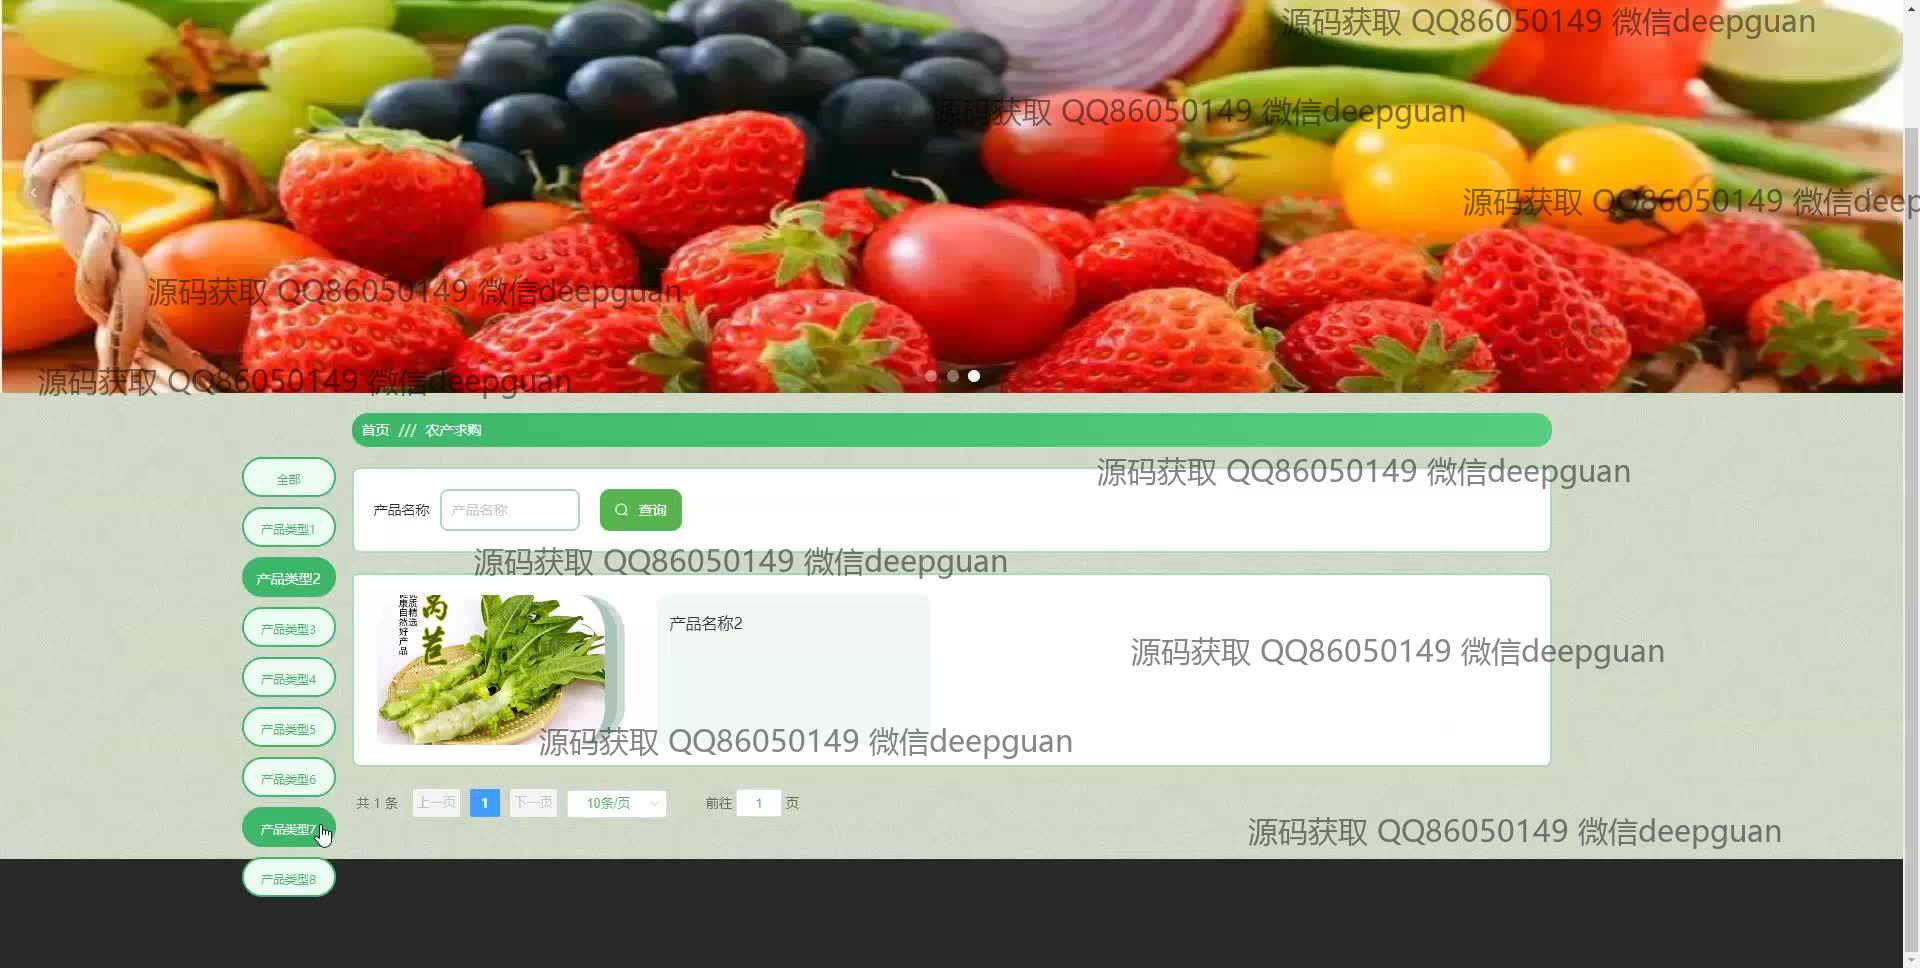 源码获取 QQ86050149 微信deepguan
源码获取 QQ86050149 微信deepguan
源码获取 QQ86050149 微信deep
源码获取 QQ86050149 微信deepguan
源码获取 QQ86050149 微信deepguan
首页 /// 农产求购
源码获取 QQ86050149 微信deepguan
全部
产品类型1
产品类型2
产品类型3
产品类型4
产品类型5
产品类型6
产品类型7
产品类型8
产品名称 产品名称 查询
源码获取 QQ86050149 微信deepguan
莴苣
优质精选
健康自然好产品
产品名称2
源码获取 QQ86050149 微信deepguan
源码获取 QQ86050149 微信deepguan
共 1 条 上一页 1 下一页 10条/页 前往 1 页
源码获取 QQ86050149 微信deepguan